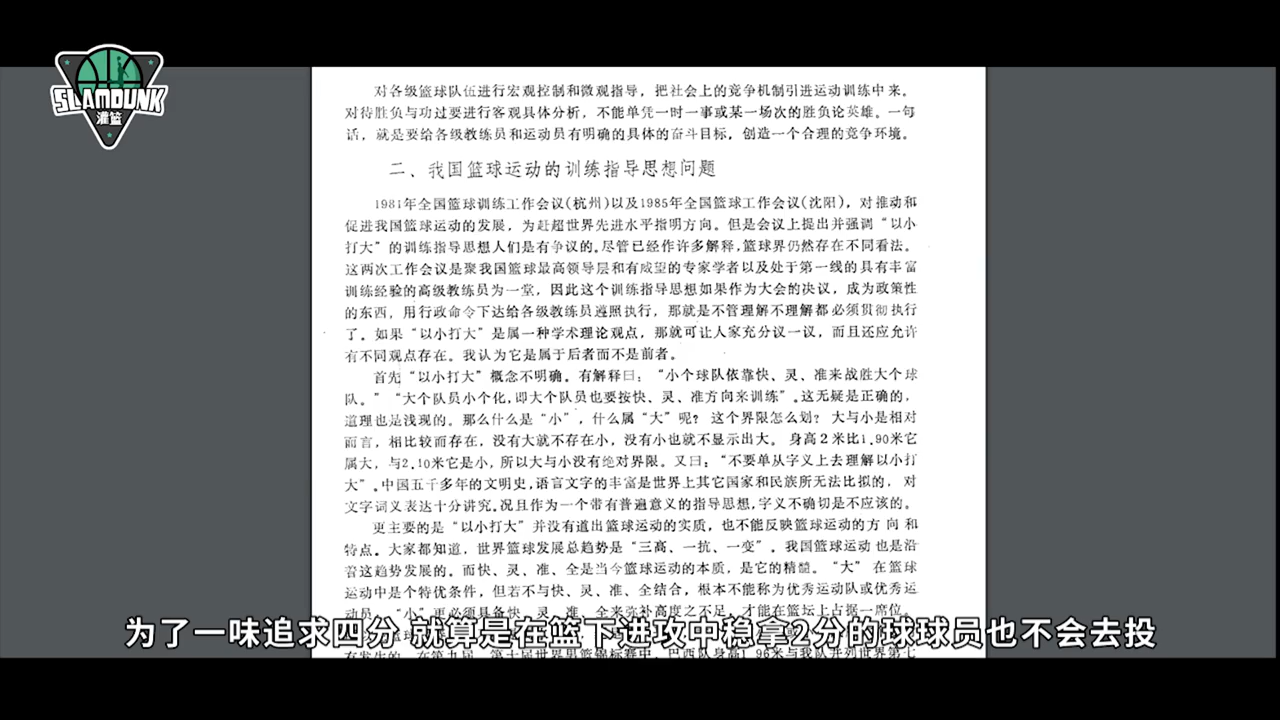 SLAMDUNK
灌篮
对各级篮球队伍进行宏观控制和微观指导，把社会上的竞争机制引进运动训练中来。
对待胜负与功过要进行客观具体分析，不能单凭一时一事或某一场次的胜负论英雄。一句
话，就是要给各级教练员和运动员有明确的具体的奋斗目标，创造一个合理的竞争环境。
二、我国篮球运动的训练指导思想问题
1981年全国篮球训练工作会议(杭州)以及1985年全国篮球工作会议(沈阳)，对推动和
促进我国篮球运动的发展，为赶超世界先进水平指明方向。但是会议上提出并强调“以小
打大”的训练指导思想人们是有争议的。尽管已经作许多解释，篮球界仍然存在不同看法。
这两次工作会议是聚我国篮球最高领导层和有威望的专家学者以及处于第一线的具有丰富
训练经验的高级教练员为一堂，因此这个训练指导思想如果作为大会的决议，成为政策性
的东西，用行政命令下达给各级教练员遵照执行，那就是不管理解不理解都必须贯彻执行
了。如果“以小打大”是属一种学术理论观点，那就可让人家充分议一议，而且还应允许
有不同观点存在。我认为它是属于后者而不是前者。
首先“以小打大”概念不明确。有解释曰：“小个球队依靠快、灵、准来战胜大个球
队。”“大个队员小个化，即大个队员也要按快、灵、准方向来训练”。这无疑是正确的，
道理也是浅现的。那么什么是“小”，什么属“大”呢？这个界限怎么划？大与小是相对
而言，相比较而存在，没有大就不存在小，没有小也就不显示出大。身高2米比1.90米它
属大，与2.10米它是小，所以大与小没有绝对界限。又曰：“不要单从字义上去理解以小打
大”。中国五千多年的文明史，语言文字的丰富是世界上其它国家和民族所无法比拟的，对
文字词义表达十分讲究。况且作为一个带有普遍意义的指导思想，字义不确切是不应该的。
更主要的是“以小打大”并没有道出篮球运动的实质，也不能反映篮球运动的方向和
特点。大家都知道，世界篮球发展总趋势是“三高、一抗、一变”。我国篮球运动也是沿
着这趋势发展的。而快、灵、准、全是当今篮球运动的本质，是它的精髓。“大”在篮球
运动中是个特优条件，但若不与快、灵、准、全结合，根本不能称为优秀运动队或优秀运
动员。“小”更必须具备快、灵、准、全来弥补高度之不足，才能在篮坛上占据一席位。
为了一味追求四分 就算是在篮下进攻中稳拿2分的球球员也不会去投